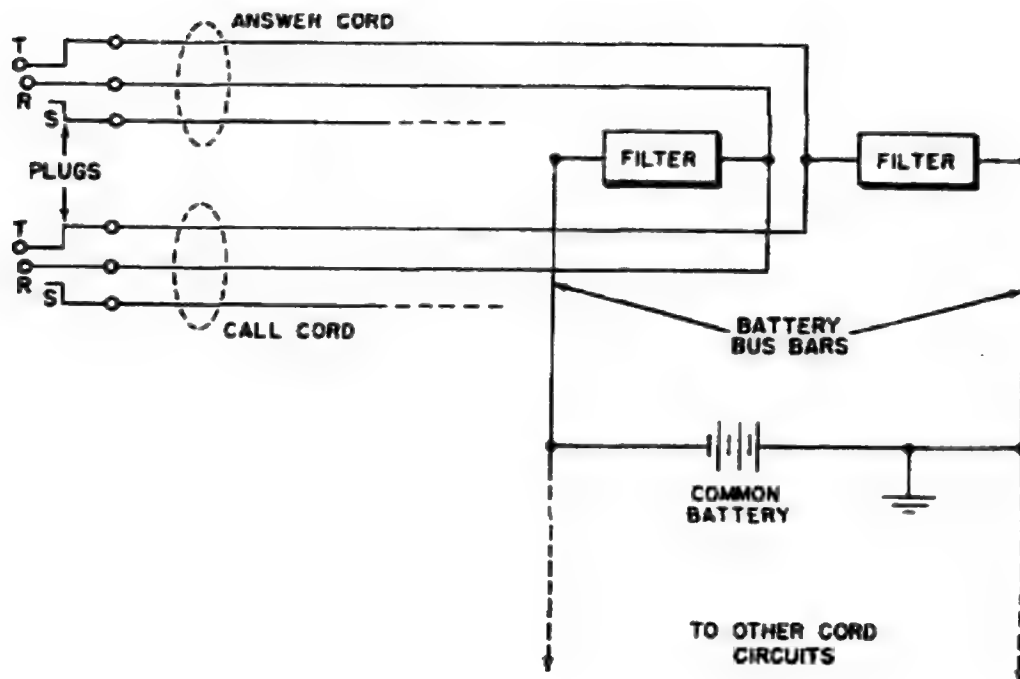 ANSWER CORD
T
R
S
PLUGS
FILTER
FILTER
T
R
S
CALL CORD
BATTERY
BUS BARS
COMMON
BATTERY
TO OTHER CORD
CIRCUITS